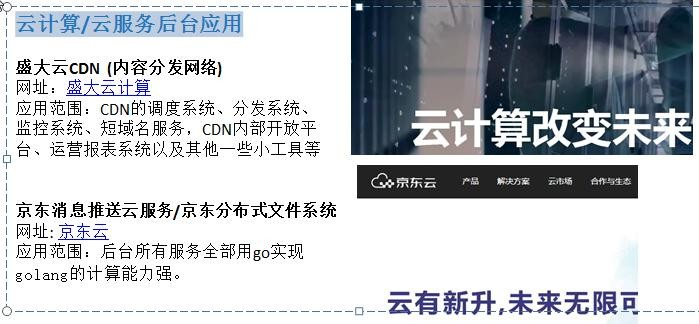 云计算/云服务后台应用
盛大云CDN (内容分发网络)
网址：盛大云计算
应用范围：CDN的调度系统、分发系统、
监控系统、短域名服务，CDN内部开放平
台、运营报表系统以及其他一些小工具等
京东消息推送云服务/京东分布式文件系统
网址: 京东云
应用范围：后台所有服务全部用go实现
golang的计算能力强。
云计算改变未来
京东云 产品 解决方案 云市场 合作与生态
云有新升,未来无限可